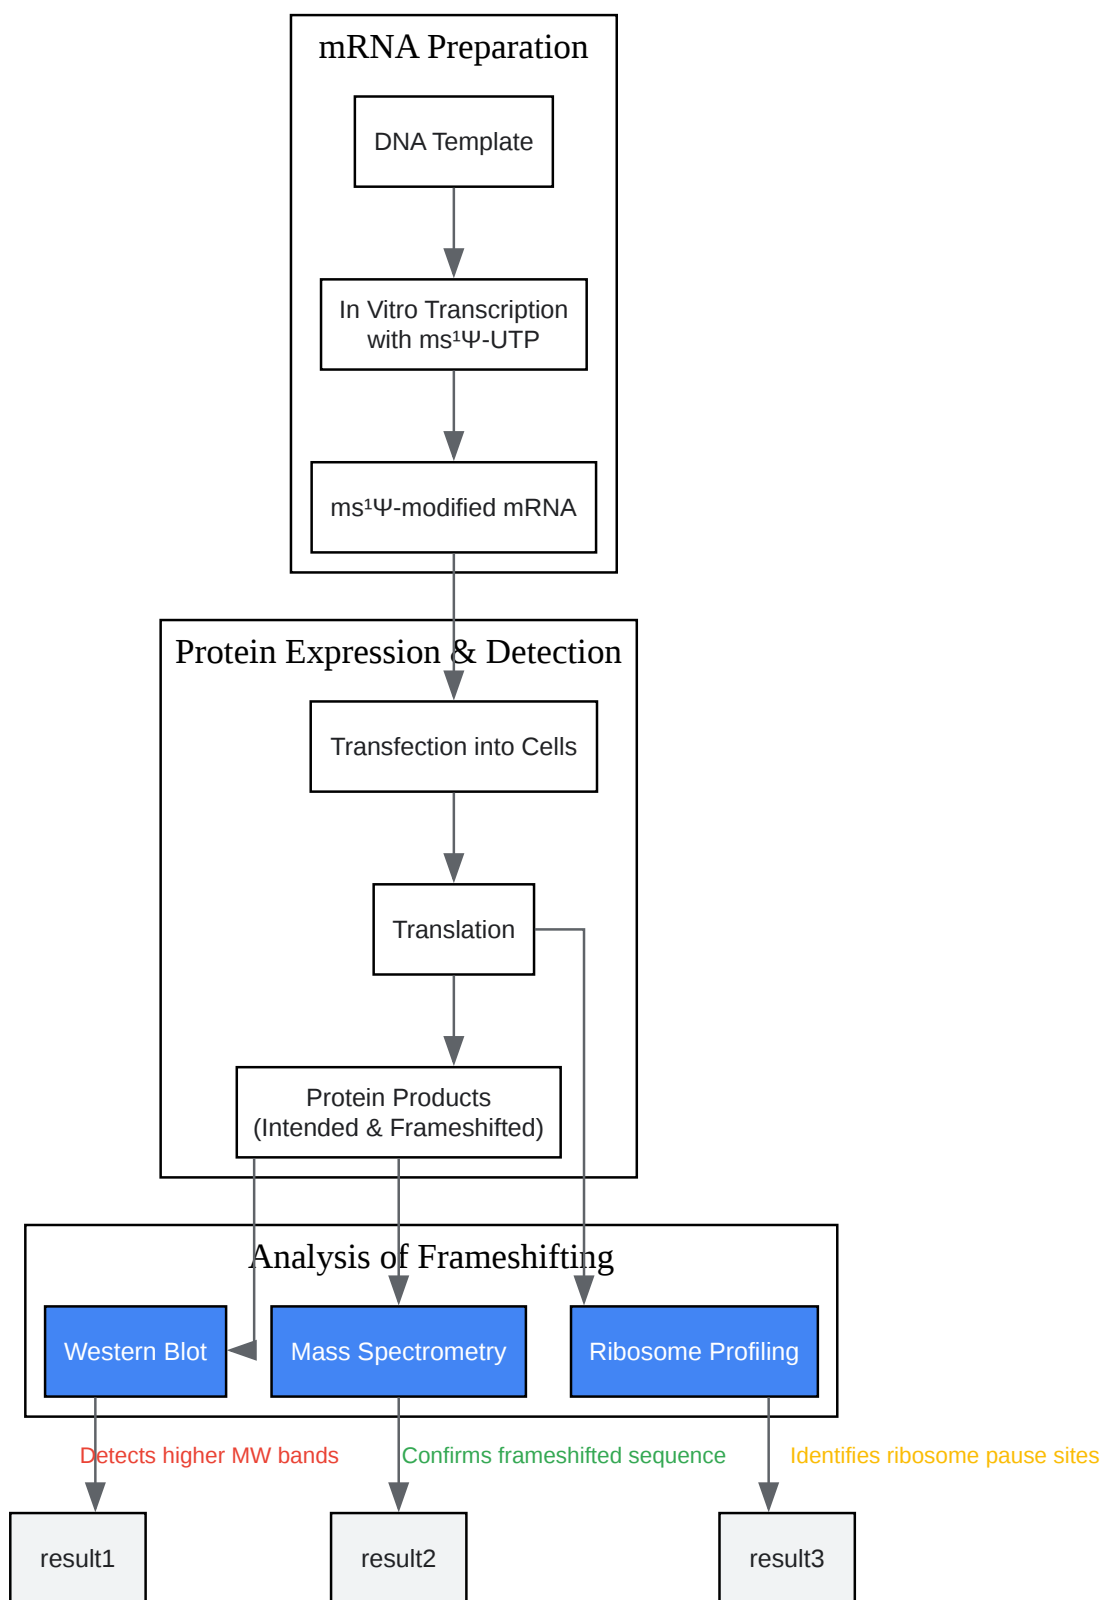 mRNA Preparation
DNA Template
In Vitro Transcription
with ms¹Ψ-UTP
ms¹Ψ-modified mRNA
Protein Expression & Detection
Transfection into Cells
Translation
Protein Products
(Intended & Frameshifted)
Analysis of Frameshifting
Western Blot
Mass Spectrometry
Ribosome Profiling
Detects higher MW bands
Confirms frameshifted sequence
Identifies ribosome pause sites
result1
result2
result3